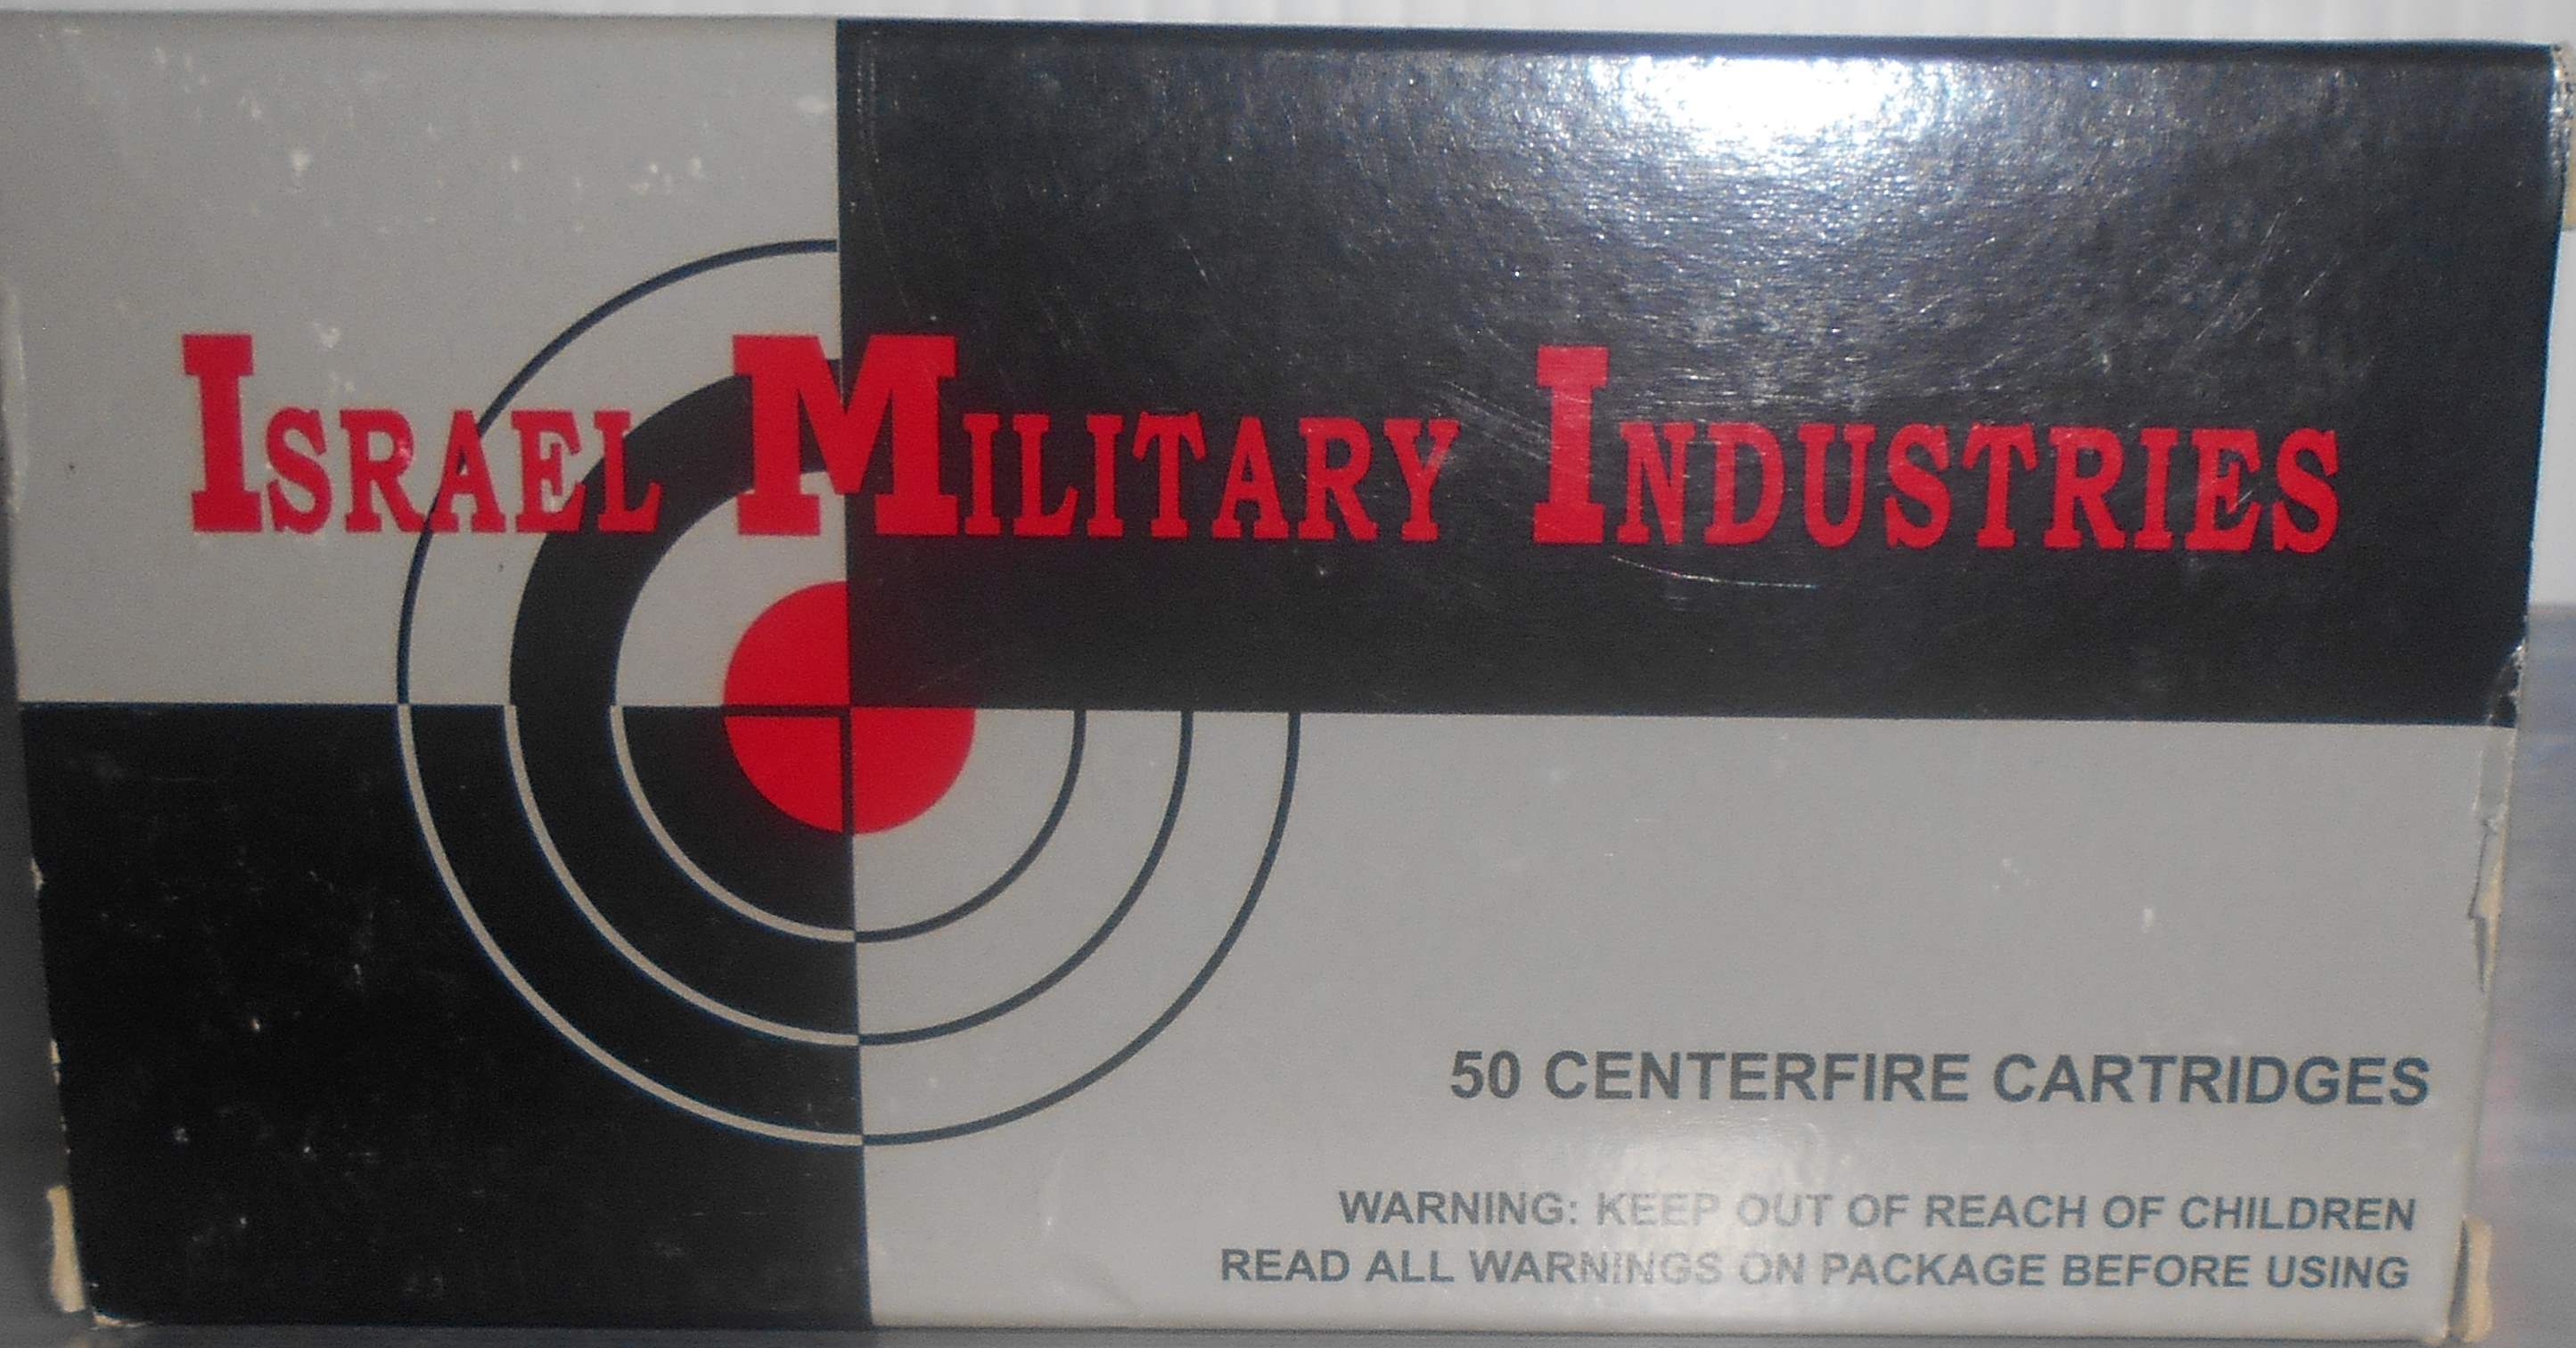 ISRAEL MILITARY INDUSTRIES
50 CENTERFIRE CARTRIDGES
WARNING: KEEP OUT OF REACH OF CHILDREN
READ ALL WARNINGS ON PACKAGE BEFORE USING